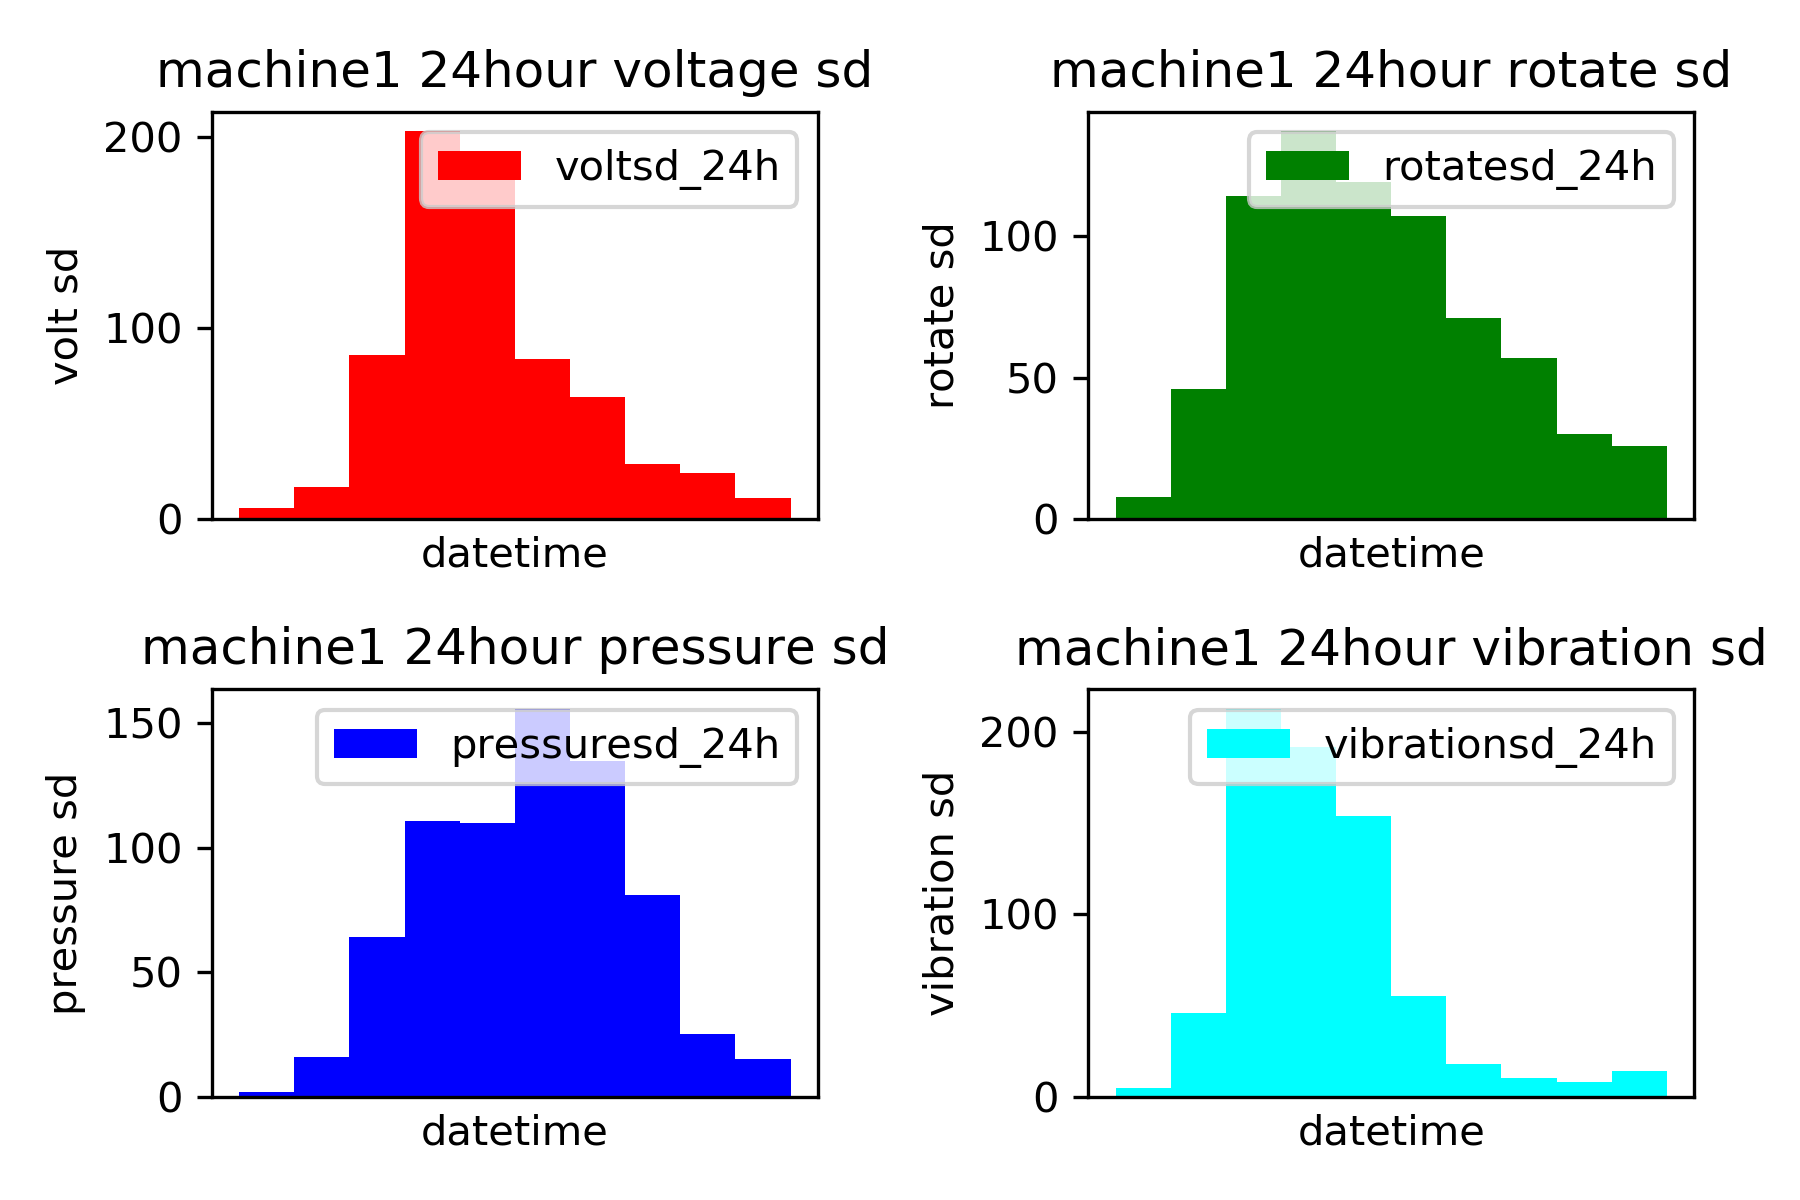 machine1 24hour voltage sd
200
100
0
volt sd
voltsd_24h
datetime
machine1 24hour rotate sd
100
50
0
rotate sd
rotatesd_24h
datetime
machine1 24hour pressure sd
150
100
50
0
pressure sd
pressuresd_24h
datetime
machine1 24hour vibration sd
200
100
0
vibration sd
vibrationsd_24h
datetime